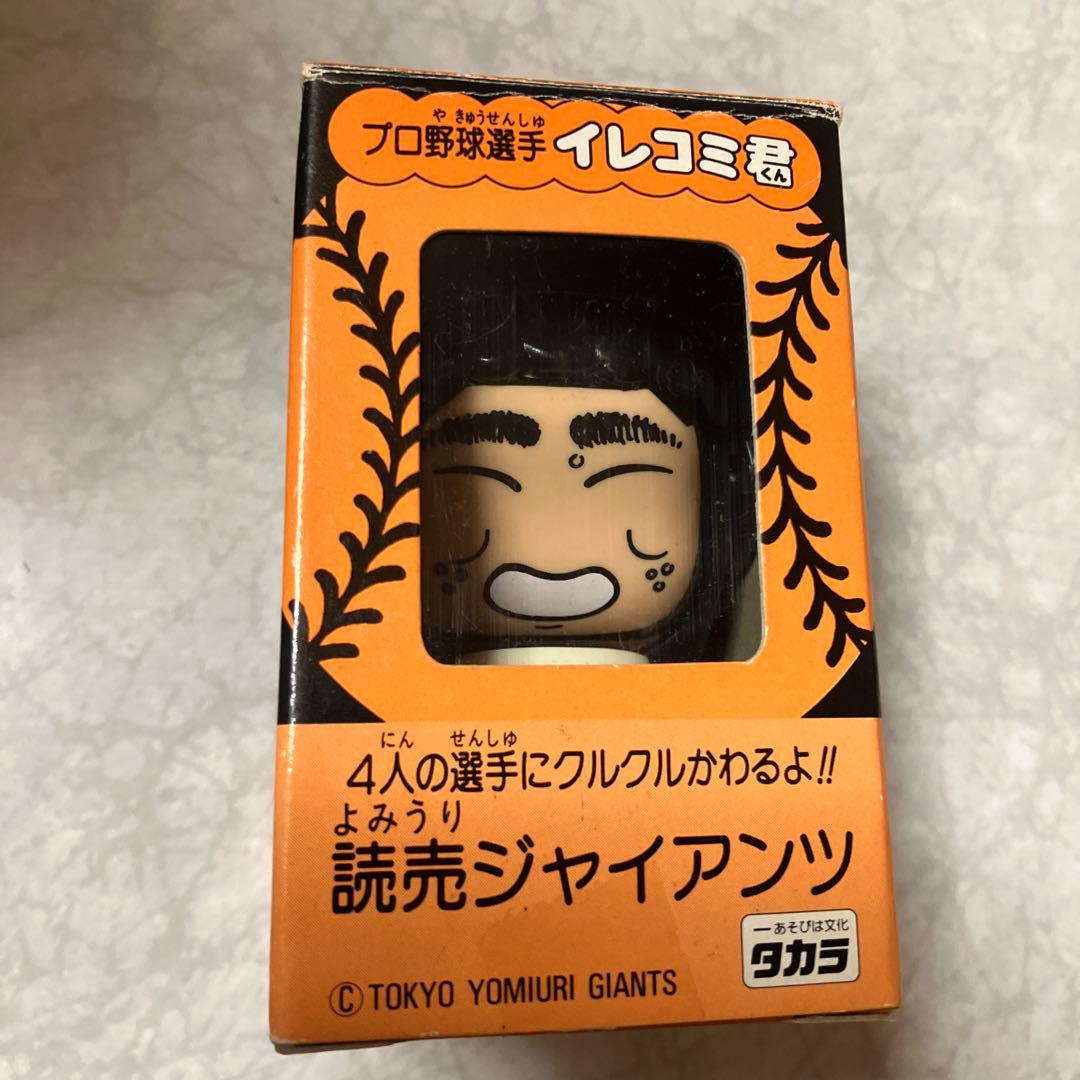 や きゅうせんしゅ
プロ野球選手 イレコミ君
くん
にん せんしゅ
4人の選手にクルクルかわるよ!!
よみうり
読売ジャイアンツ
―あそびは文化
タカラ
©TOKYO YOMIURI GIANTS